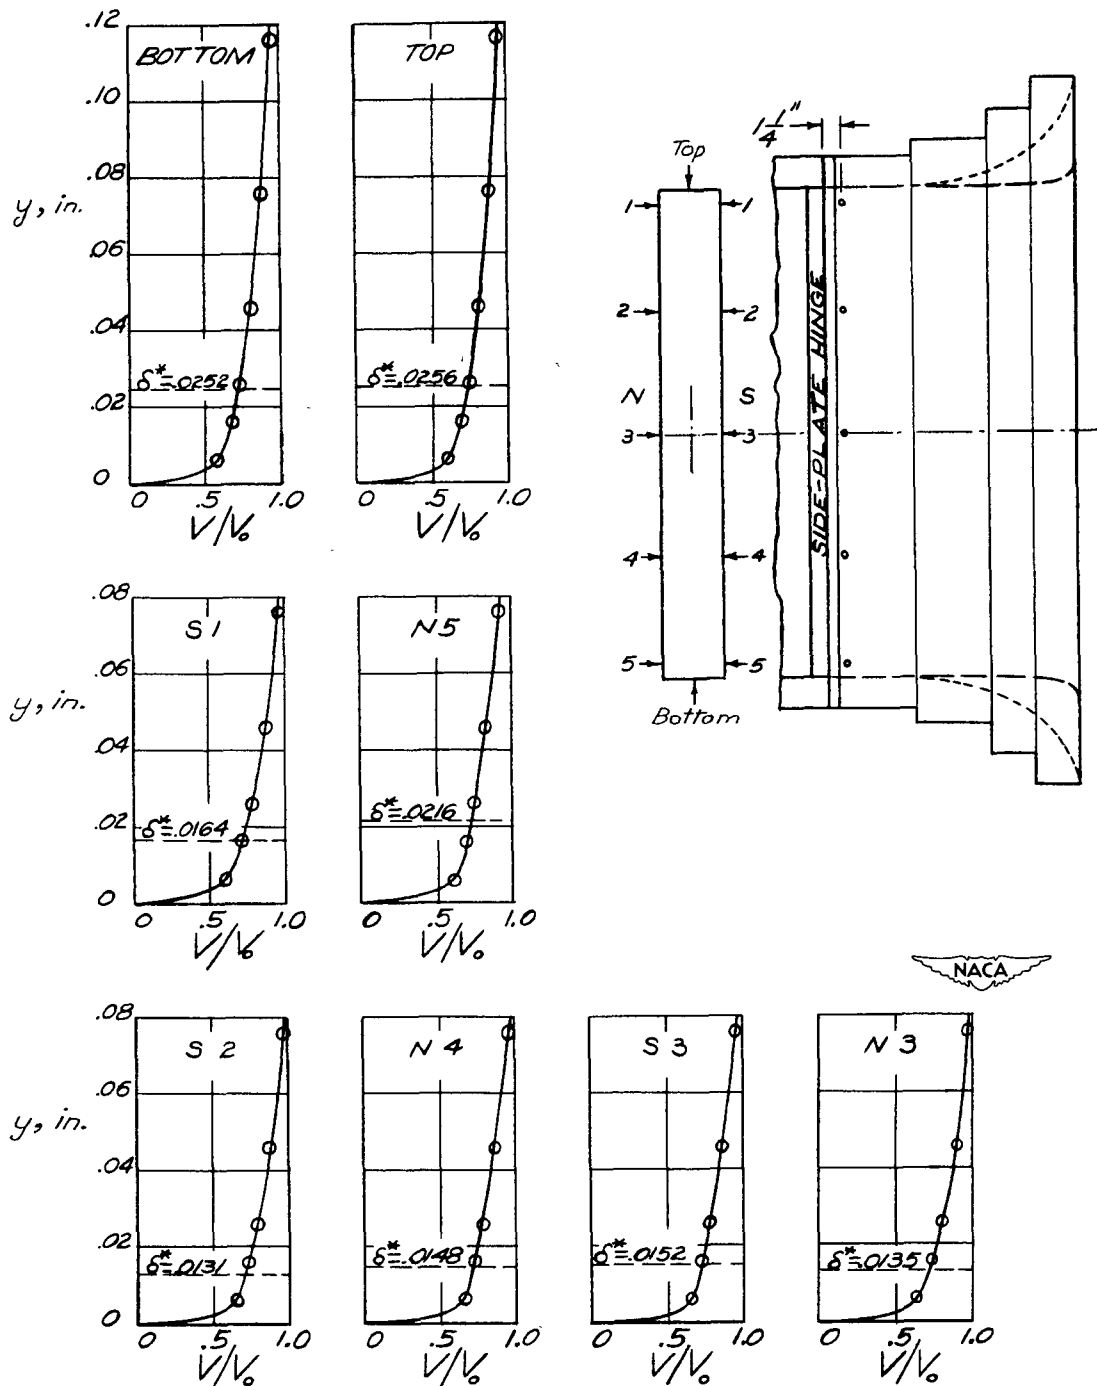 BOTTOM
TOP
.12
.10
.08
.06
.04
.02
0
y, in.
δ*=.0252
δ*=.0256
0 .5 1.0
V/V₀
0 .5 1.0
V/V₀
1 1/4"
Top
1 1
2 2
N S
3 3
4 4
5 5
Bottom
SIDE-PLATE HINGE
S 1
N 5
.08
.06
.04
.02
0
y, in.
δ*=.0164
δ*=.0216
0 .5 1.0
V/V₀
0 .5 1.0
V/V₀
NACA
S 2
N 4
S 3
N 3
.08
.06
.04
.02
0
y, in.
δ*=.0131
δ*=.0148
δ*=.0152
δ*=.0135
0 .5 1.0
V/V₀
0 .5 1.0
V/V₀
0 .5 1.0
V/V₀
0 .5 1.0
V/V₀